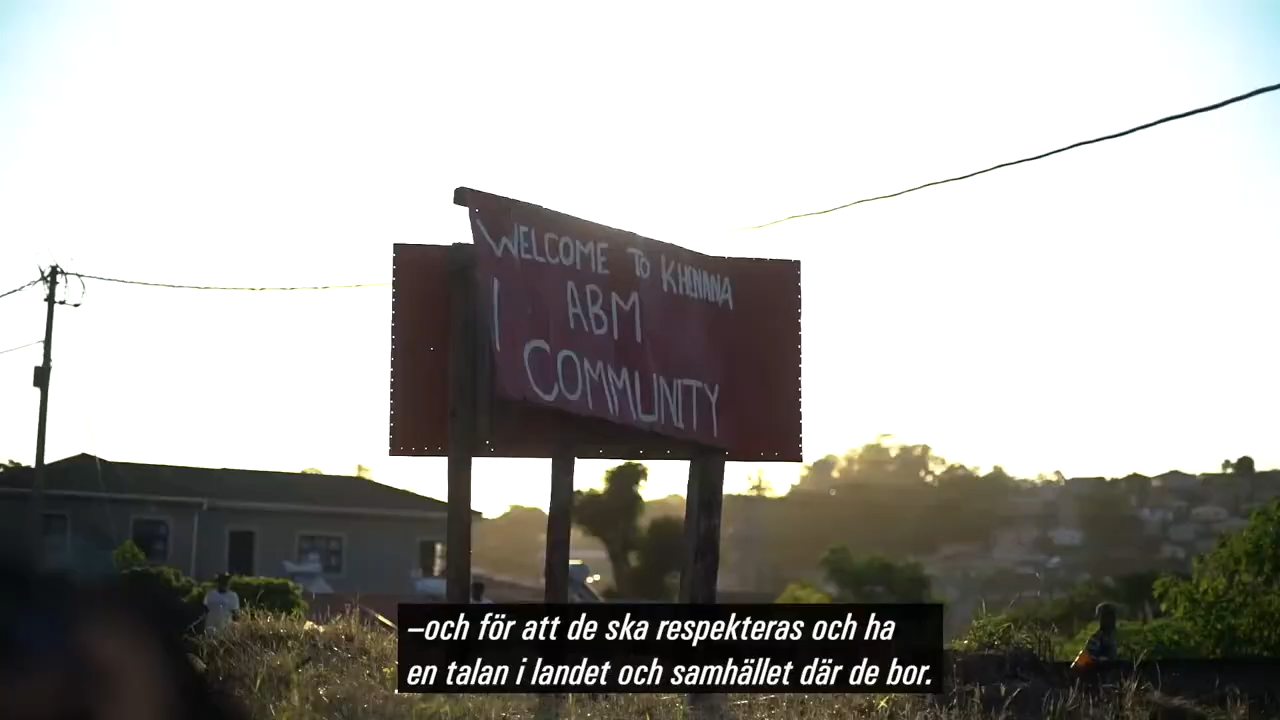 WELCOME TO KHENANA
I ABM
COMMUNITY
–och för att de ska respekteras och ha
en talan i landet och samhället där de bor.